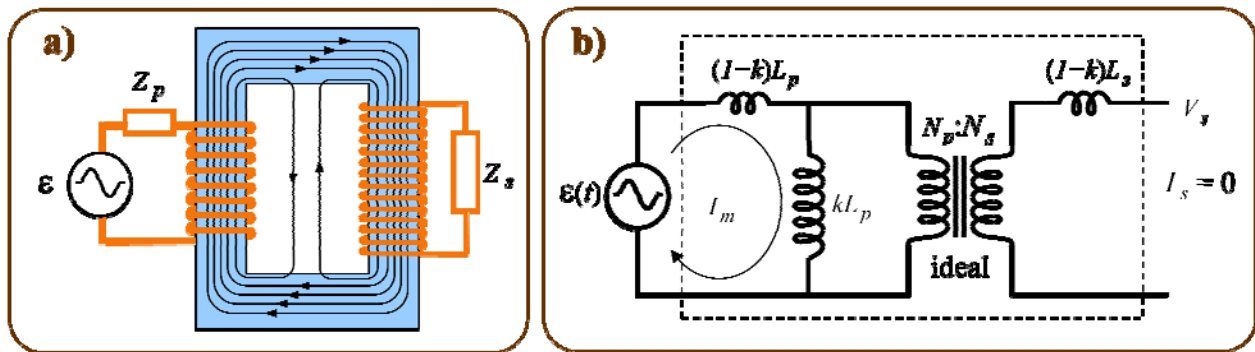 a)
Z_p
ε
Z_s
b)
(1-k)L_p
(1-k)L_s
N_p:N_s
V_s
ε(t)
I_m
kL_p
I_s = 0
ideal